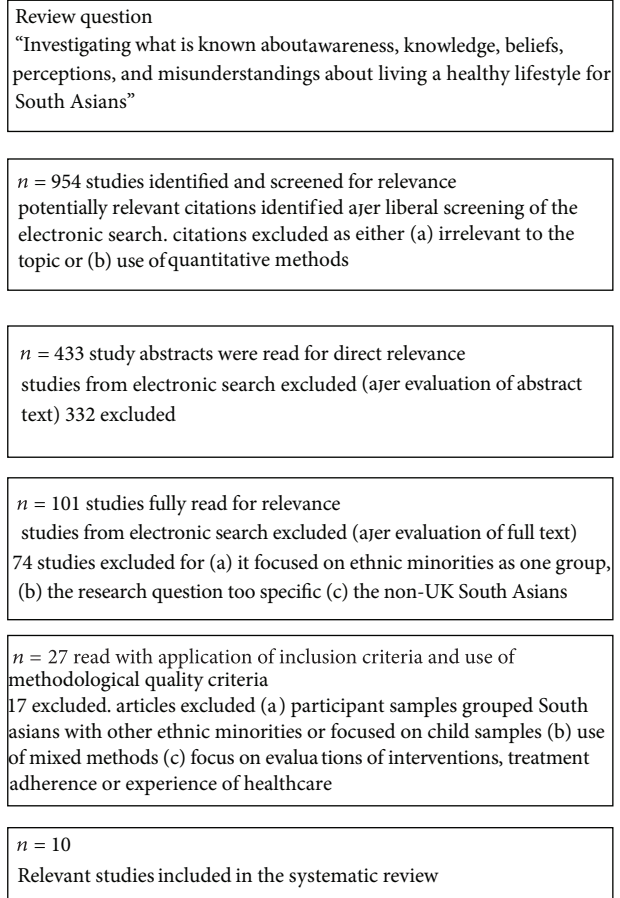 Review question
“Investigating what is known aboutawareness, knowledge, beliefs,
perceptions, and misunderstandings about living a healthy lifestyle for
South Asians”
n = 954 studies identified and screened for relevance
potentially relevant citations identified aȷer liberal screening of the
electronic search. citations excluded as either (a) irrelevant to the
topic or (b) use of quantitative methods
n = 433 study abstracts were read for direct relevance
studies from electronic search excluded (aȷer evaluation of abstract
text) 332 excluded
n = 101 studies fully read for relevance
studies from electronic search excluded (aȷer evaluation of full text)
74 studies excluded for (a) it focused on ethnic minorities as one group,
(b) the research question too specific (c) the non-UK South Asians
n = 27 read with application of inclusion criteria and use of
methodological quality criteria
17 excluded. articles excluded (a) participant samples grouped South
asians with other ethnic minorities or focused on child samples (b) use
of mixed methods (c) focus on evaluations of interventions, treatment
adherence or experience of healthcare
n = 10
Relevant studies included in the systematic review